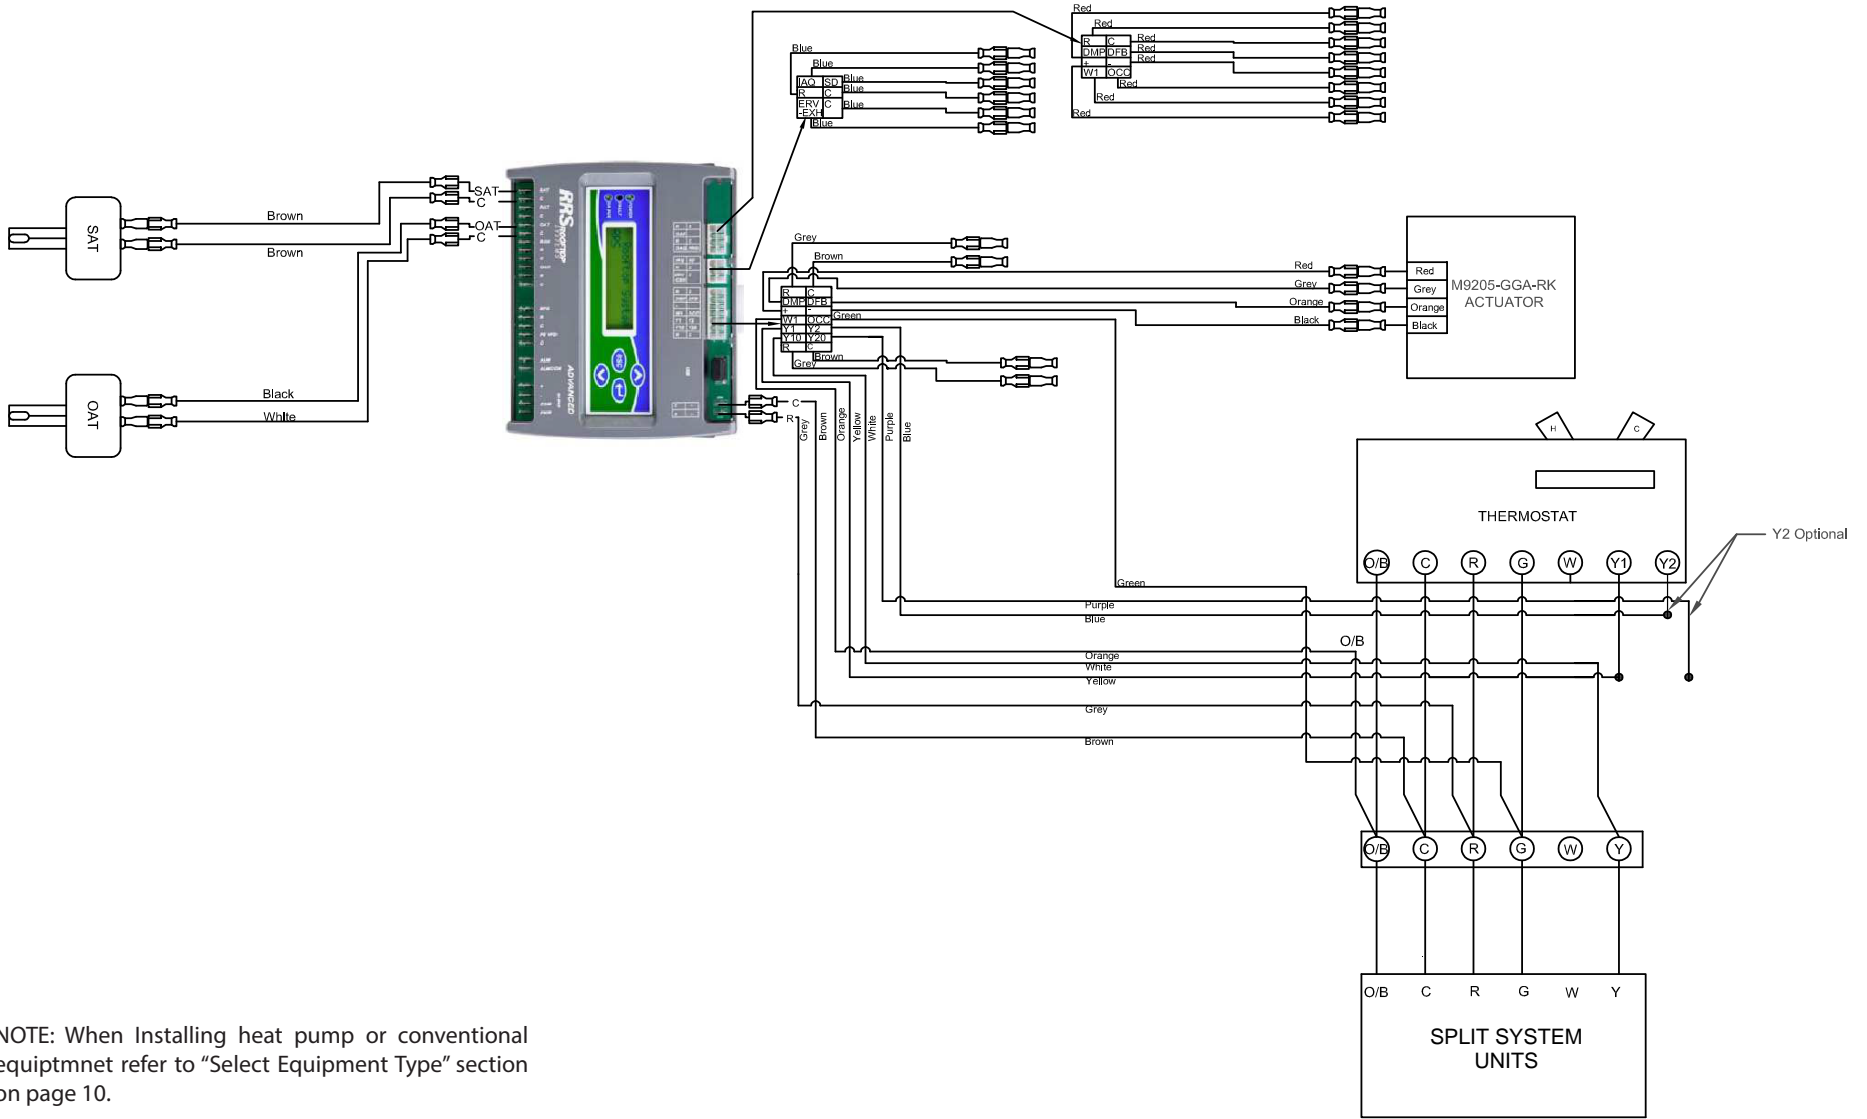 Red
Red
R C
DMP DFB
+ -
W1 OCC
Red
Red
Red
Red
Red
Red
Blue
Blue
IAQ SD
R C
ERV C
-EXH
Blue
Blue
Blue
Blue
SAT
Brown
Brown
SAT
C
OAT
C
OAT
Black
White
RRS
ADVANCED
ESC
Grey
Brown
R C
DMP DFB
+ -
W1 OCC
Y1 Y2
Y10 Y20
R C
Green
Brown
Grey
C
R
Grey
Brown
Orange
Yellow
White
Purple
Blue
Red
Grey
Orange
Black
Red
Grey
Orange
Black
M9205-GGA-RK
ACTUATOR
H
C
THERMOSTAT
O/B C R G W Y1 Y2
Y2 Optional
Green
Purple
Blue
O/B
Orange
White
Yellow
Grey
Brown
O/B C R G W Y
O/B C R G W Y
SPLIT SYSTEM
UNITS
NOTE: When Installing heat pump or conventional
equiptmnet refer to “Select Equipment Type” section
on page 10.